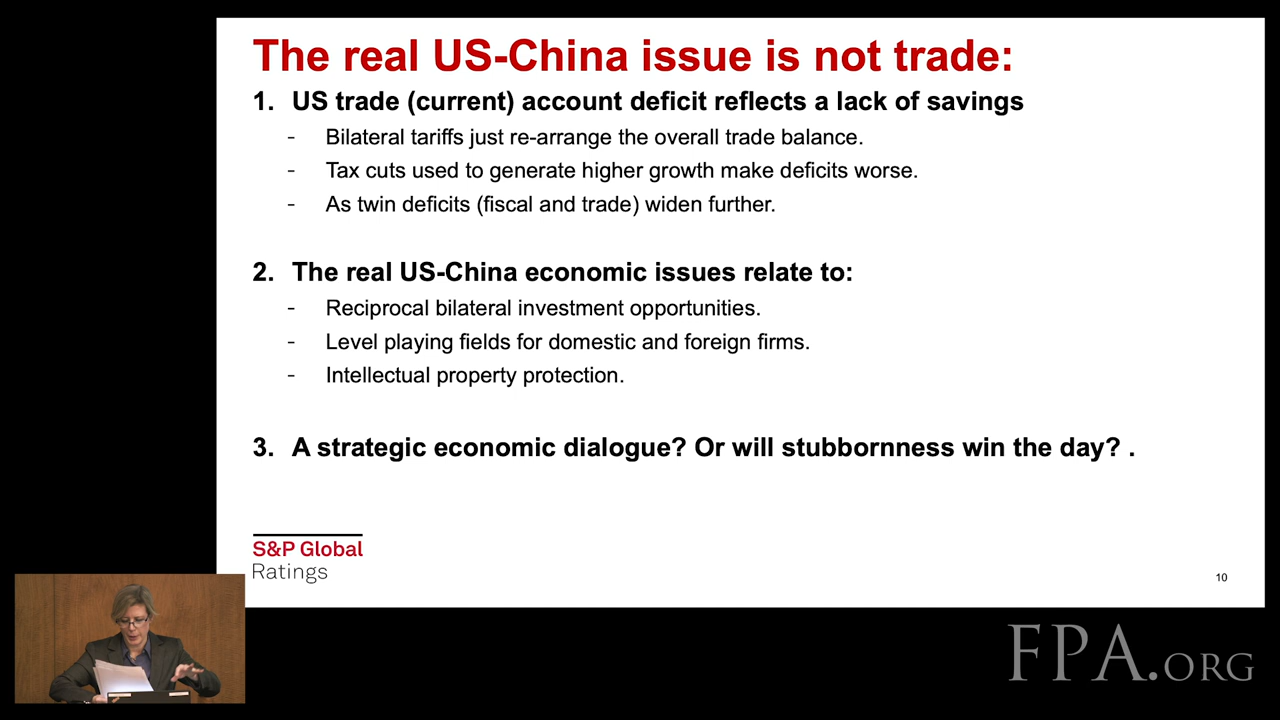 The real US-China issue is not trade:
1. US trade (current) account deficit reflects a lack of savings
- Bilateral tariffs just re-arrange the overall trade balance.
- Tax cuts used to generate higher growth make deficits worse.
- As twin deficits (fiscal and trade) widen further.
2. The real US-China economic issues relate to:
- Reciprocal bilateral investment opportunities.
- Level playing fields for domestic and foreign firms.
- Intellectual property protection.
3. A strategic economic dialogue? Or will stubbornness win the day? .
S&P Global
Ratings
10
FPA.ORG